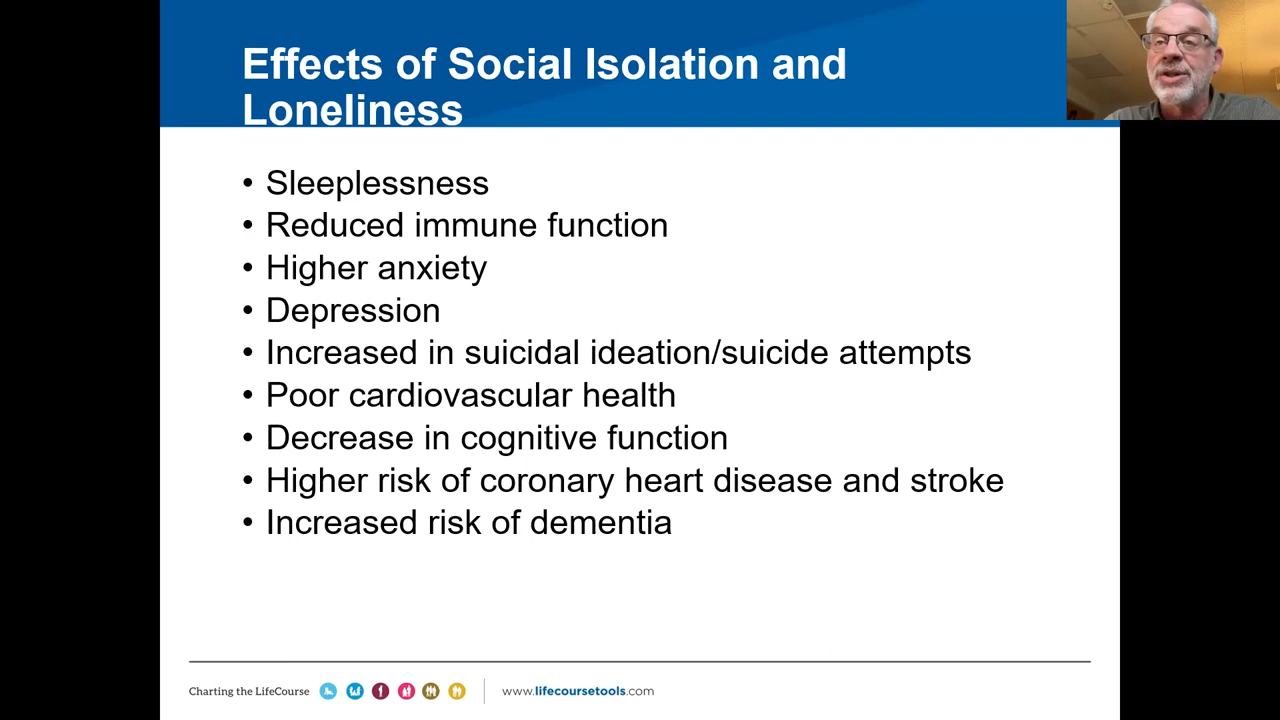 Effects of Social Isolation and
Loneliness
• Sleeplessness
• Reduced immune function
• Higher anxiety
• Depression
• Increased in suicidal ideation/suicide attempts
• Poor cardiovascular health
• Decrease in cognitive function
• Higher risk of coronary heart disease and stroke
• Increased risk of dementia
Charting the LifeCourse www.lifecoursetools.com